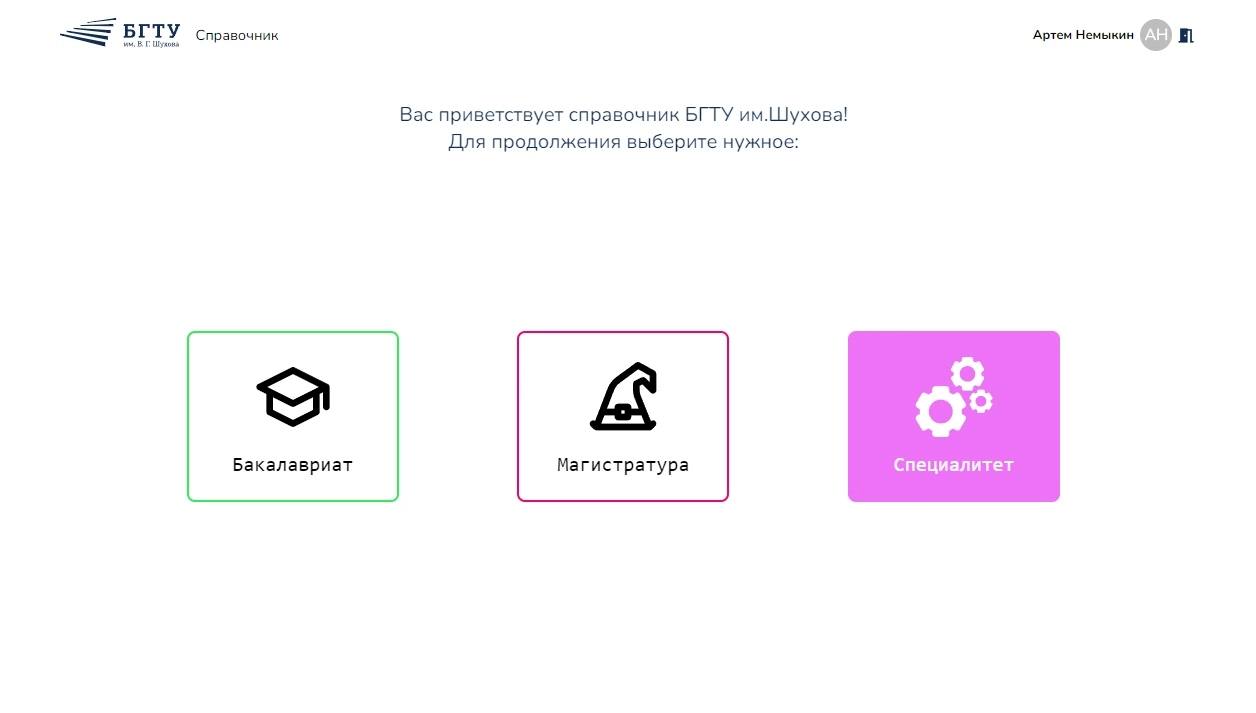 БГТУ
им. В. Г. Шухова
Справочник
Артем Немыкин
АН
Вас приветствует справочник БГТУ им.Шухова!
Для продолжения выберите нужное:
Бакалавриат
Магистратура
Специалитет